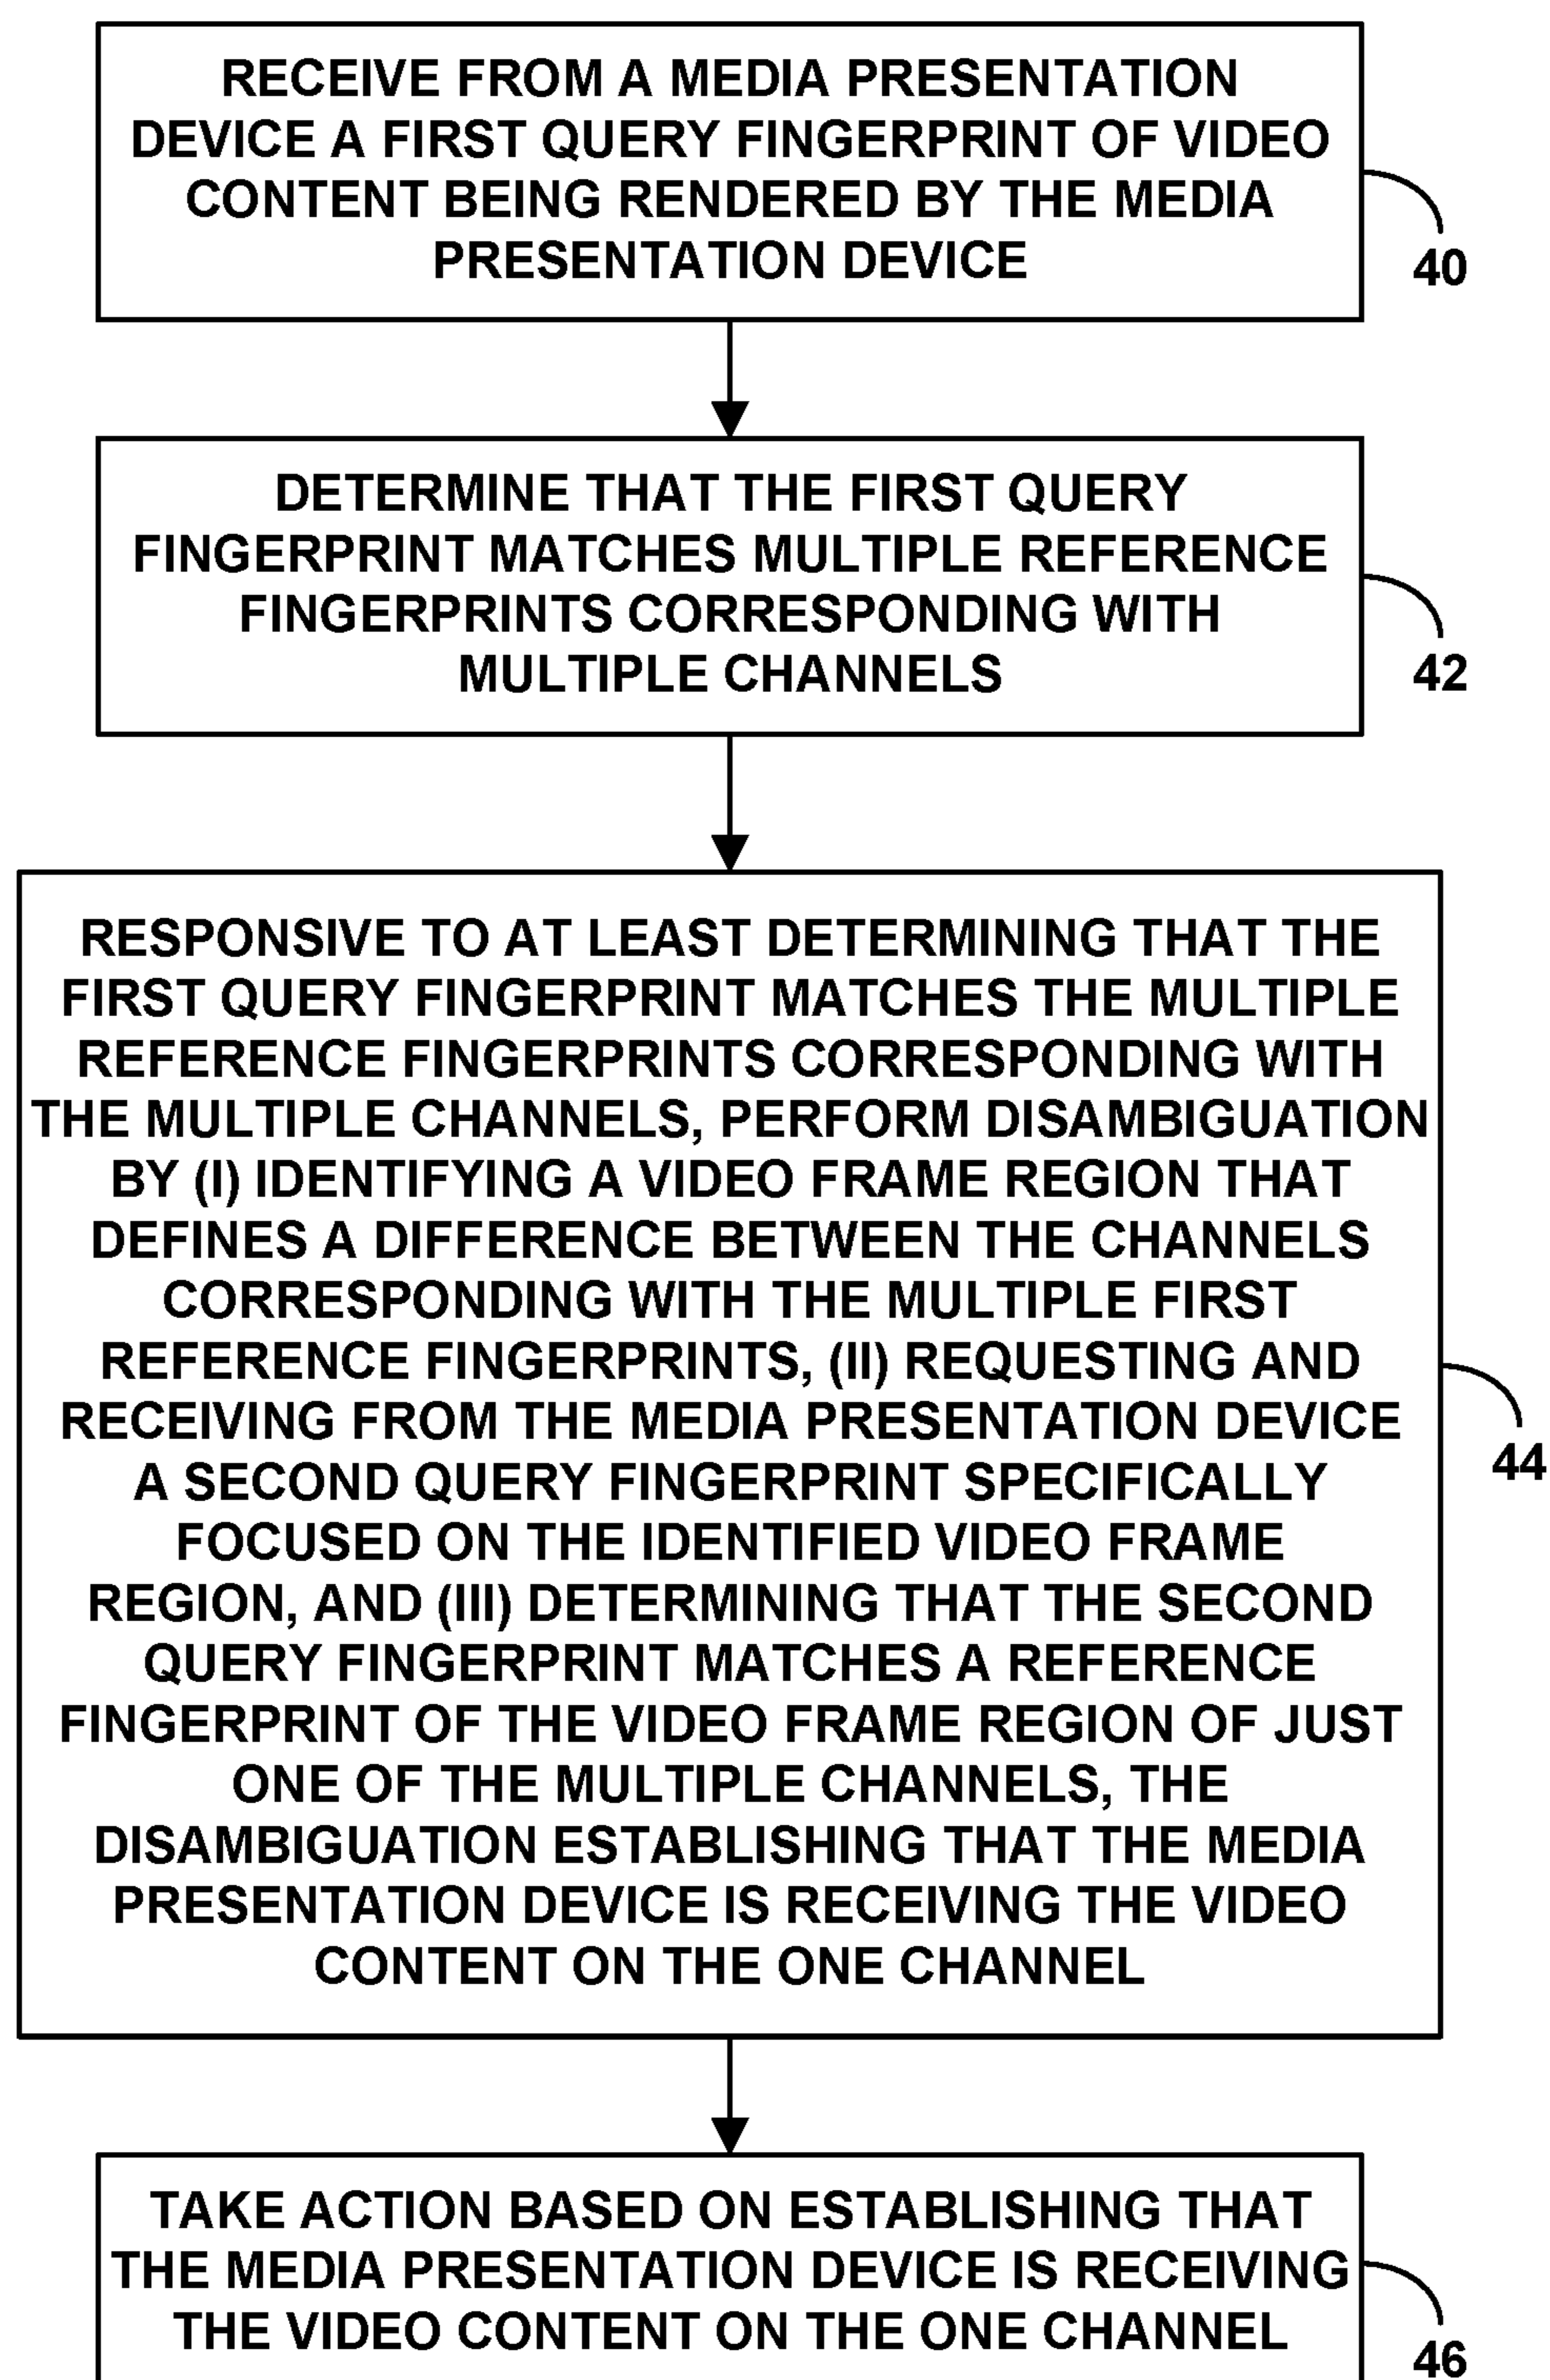 RECEIVE FROM A MEDIA PRESENTATION
DEVICE A FIRST QUERY FINGERPRINT OF VIDEO
CONTENT BEING RENDERED BY THE MEDIA
PRESENTATION DEVICE
40
DETERMINE THAT THE FIRST QUERY
FINGERPRINT MATCHES MULTIPLE REFERENCE
FINGERPRINTS CORRESPONDING WITH
MULTIPLE CHANNELS
42
RESPONSIVE TO AT LEAST DETERMINING THAT THE
FIRST QUERY FINGERPRINT MATCHES THE MULTIPLE
REFERENCE FINGERPRINTS CORRESPONDING WITH
THE MULTIPLE CHANNELS, PERFORM DISAMBIGUATION
BY (I) IDENTIFYING A VIDEO FRAME REGION THAT
DEFINES A DIFFERENCE BETWEEN THE CHANNELS
CORRESPONDING WITH THE MULTIPLE FIRST
REFERENCE FINGERPRINTS, (II) REQUESTING AND
RECEIVING FROM THE MEDIA PRESENTATION DEVICE
A SECOND QUERY FINGERPRINT SPECIFICALLY
FOCUSED ON THE IDENTIFIED VIDEO FRAME
REGION, AND (III) DETERMINING THAT THE SECOND
QUERY FINGERPRINT MATCHES A REFERENCE
FINGERPRINT OF THE VIDEO FRAME REGION OF JUST
ONE OF THE MULTIPLE CHANNELS, THE
DISAMBIGUATION ESTABLISHING THAT THE MEDIA
PRESENTATION DEVICE IS RECEIVING THE VIDEO
CONTENT ON THE ONE CHANNEL
44
TAKE ACTION BASED ON ESTABLISHING THAT
THE MEDIA PRESENTATION DEVICE IS RECEIVING
THE VIDEO CONTENT ON THE ONE CHANNEL
46